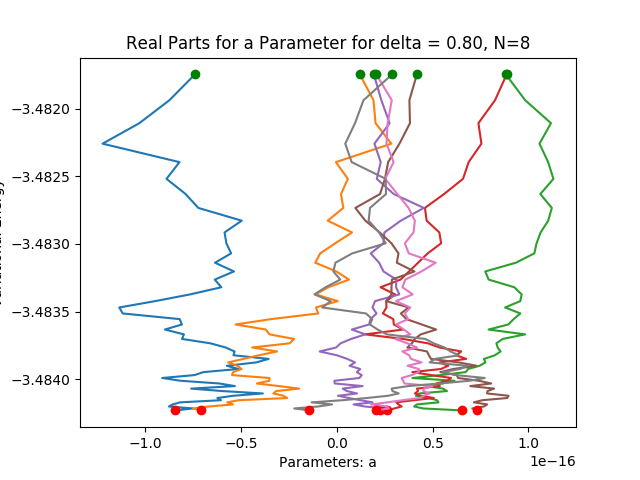 Real Parts for a Parameter for delta = 0.80, N=8
−3.4820
−3.4825
−3.4830
−3.4835
−3.4840
−1.0 −0.5 0.0 0.5 1.0
1e−16
Parameters: a